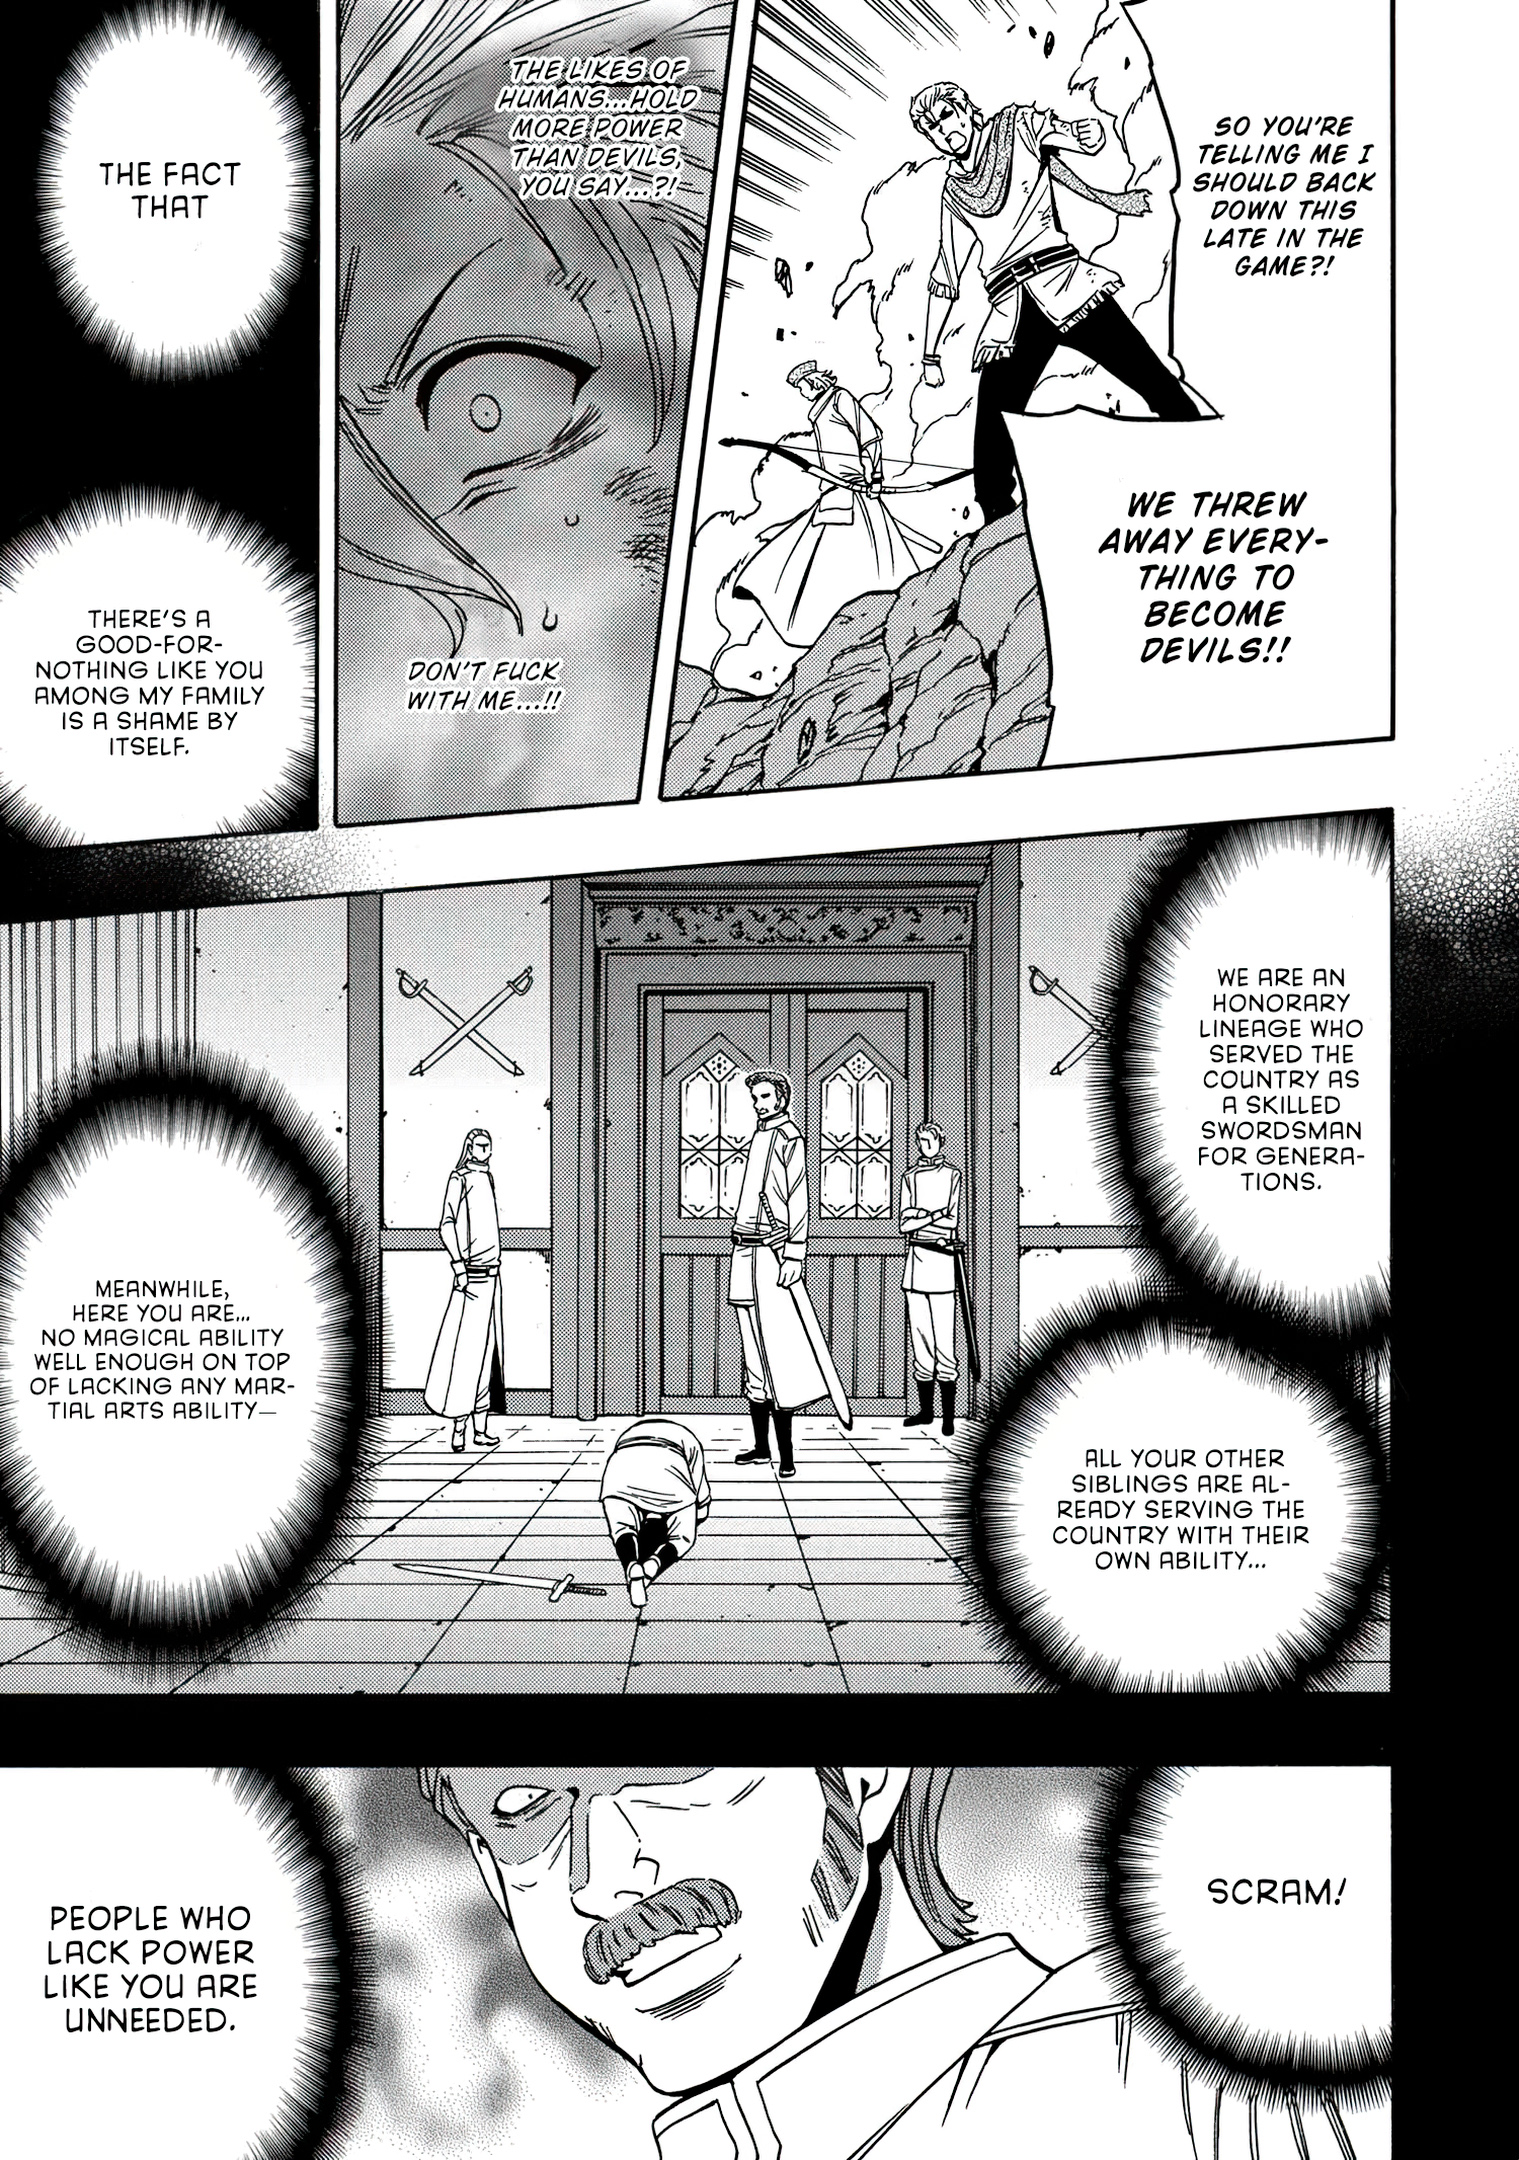 SO YOU'RE
TELLING ME I
SHOULD BACK
DOWN THIS
LATE IN THE
GAME?!
WE THREW
AWAY EVERY-
THING TO
BECOME
DEVILS!!
THE LIKES OF
HUMANS...HOLD
MORE POWER
THAN DEVILS,
YOU SAY...?!
DON'T FUCK
WITH ME...!!
THE FACT
THAT
THERE'S A
GOOD-FOR-
NOTHING LIKE YOU
AMONG MY FAMILY
IS A SHAME BY
ITSELF.
WE ARE AN
HONORARY
LINEAGE WHO
SERVED THE
COUNTRY AS
A SKILLED
SWORDSMAN
FOR GENERA-
TIONS.
ALL YOUR OTHER
SIBLINGS ARE AL-
READY SERVING THE
COUNTRY WITH THEIR
OWN ABILITY...
MEANWHILE,
HERE YOU ARE...
NO MAGICAL ABILITY
WELL ENOUGH ON TOP
OF LACKING ANY MAR-
TIAL ARTS ABILITY—
SCRAM!
PEOPLE WHO
LACK POWER
LIKE YOU ARE
UNNEEDED.